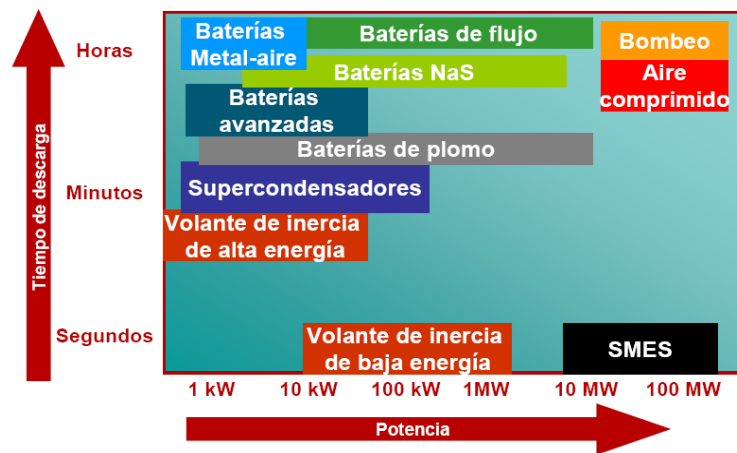 Tiempo de descarga
Horas
Minutos
Segundos
Baterías
Metal-aire
Baterías de flujo
Bombeo
Baterías NaS
Aire
comprimido
Baterías
avanzadas
Baterías de plomo
Supercondensadores
Volante de inercia
de alta energía
Volante de inercia
de baja energía
SMES
1 kW
10 kW
100 kW
1MW
10 MW
100 MW
Potencia